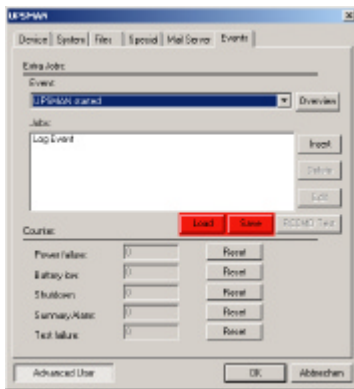 UPSMAN
Device System Files Special Mail Server Events
Extra Jobs:
Event:
UPSMAN started Overview
Jobs:
Log Event
Insert
Delete
Edit
Load Save RCCMD Test
Counter
Power failure: 0 Reset
Battery low: 0 Reset
Shutdown: 0 Reset
Summary Alarm: 0 Reset
Test failure: 0 Reset
Advanced User OK Abbrechen